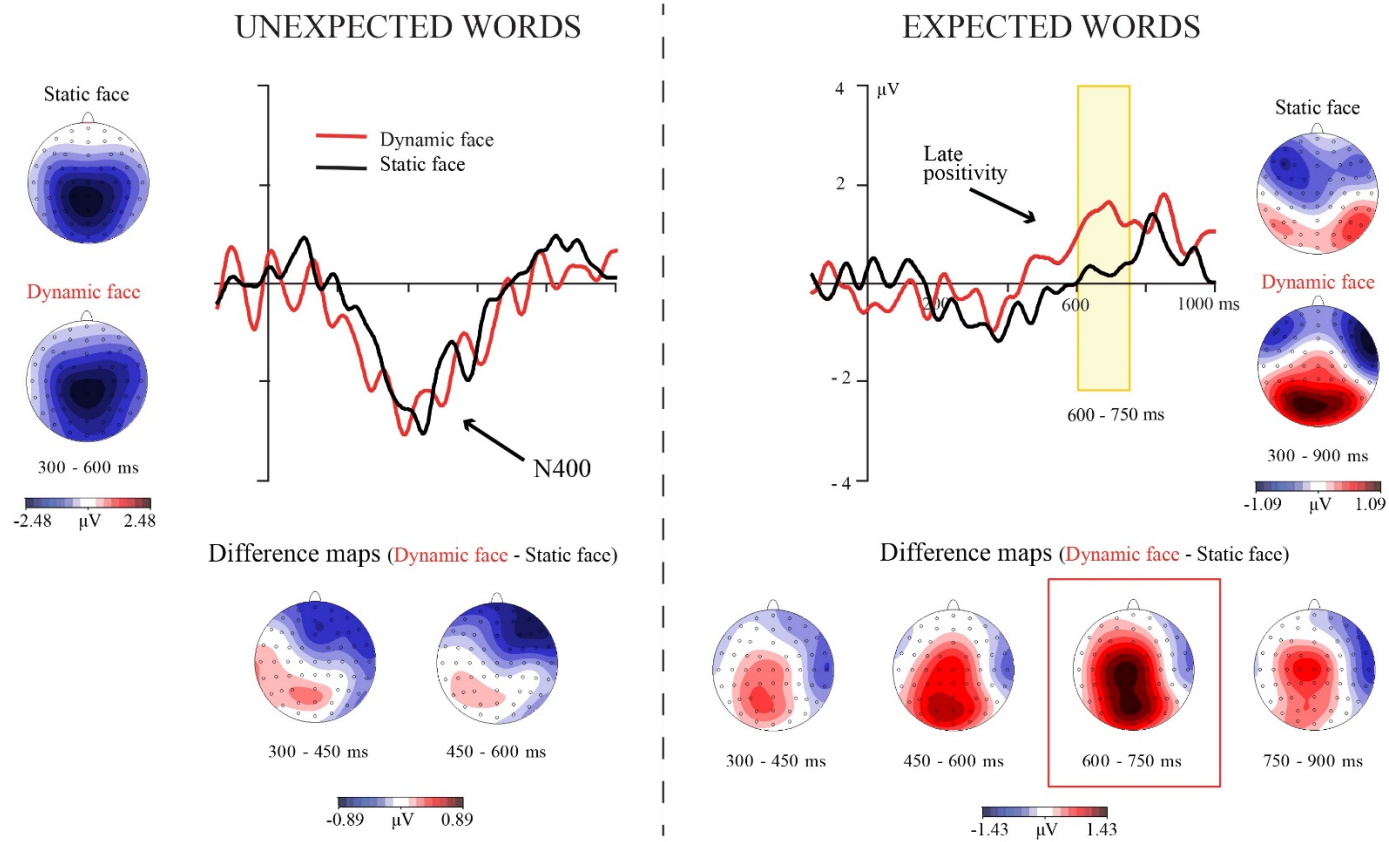 UNEXPECTED WORDS
Static face
Dynamic face
300 - 600 ms
-2.48 μV 2.48
Dynamic face
Static face
N400
Difference maps (Dynamic face - Static face)
300 - 450 ms
450 - 600 ms
-0.89 μV 0.89
EXPECTED WORDS
4 μV
2
- 2
- 4
Late
positivity
200
600
1000 ms
600 - 750 ms
Static face
Dynamic face
300 - 900 ms
-1.09 μV 1.09
Difference maps (Dynamic face - Static face)
300 - 450 ms
450 - 600 ms
600 - 750 ms
750 - 900 ms
-1.43 μV 1.43